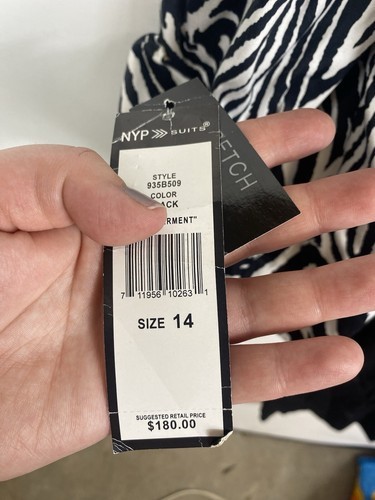 NYP SUITS®
STYLE
935B509
COLOR
ACK
RMENT"
7 11956 10263 1
SIZE 14
SUGGESTED RETAIL PRICE
$180.00
ETCH